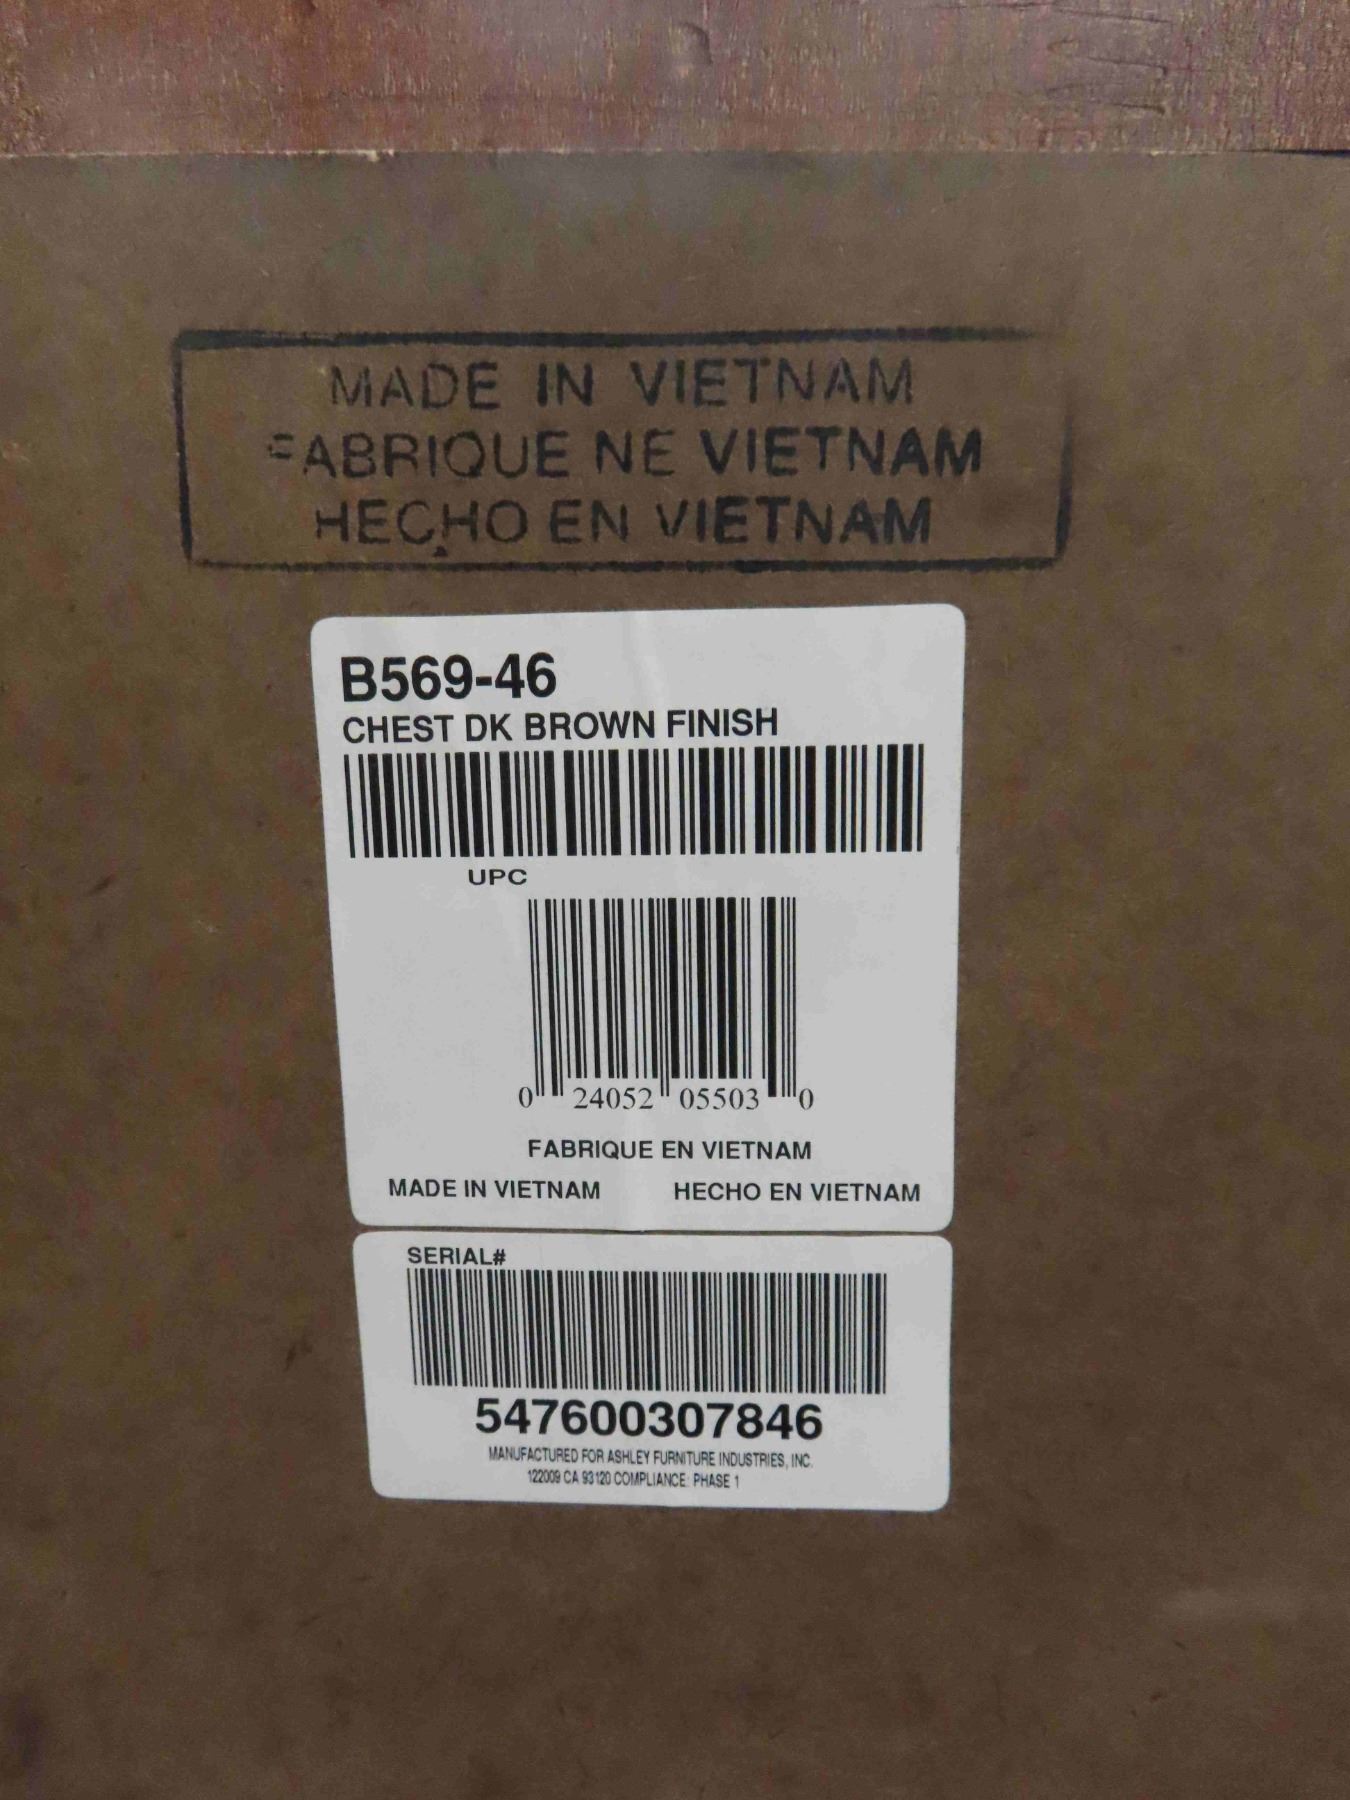 MADE IN VIETNAM
FABRIQUE NE VIETNAM
HECHO EN VIETNAM
B569-46
CHEST DK BROWN FINISH
UPC
0 24052 05503 0
FABRIQUE EN VIETNAM
MADE IN VIETNAM HECHO EN VIETNAM
SERIAL#
547600307846
MANUFACTURED FOR ASHLEY FURNITURE INDUSTRIES, INC.
122009 CA 93120 COMPLIANCE: PHASE 1